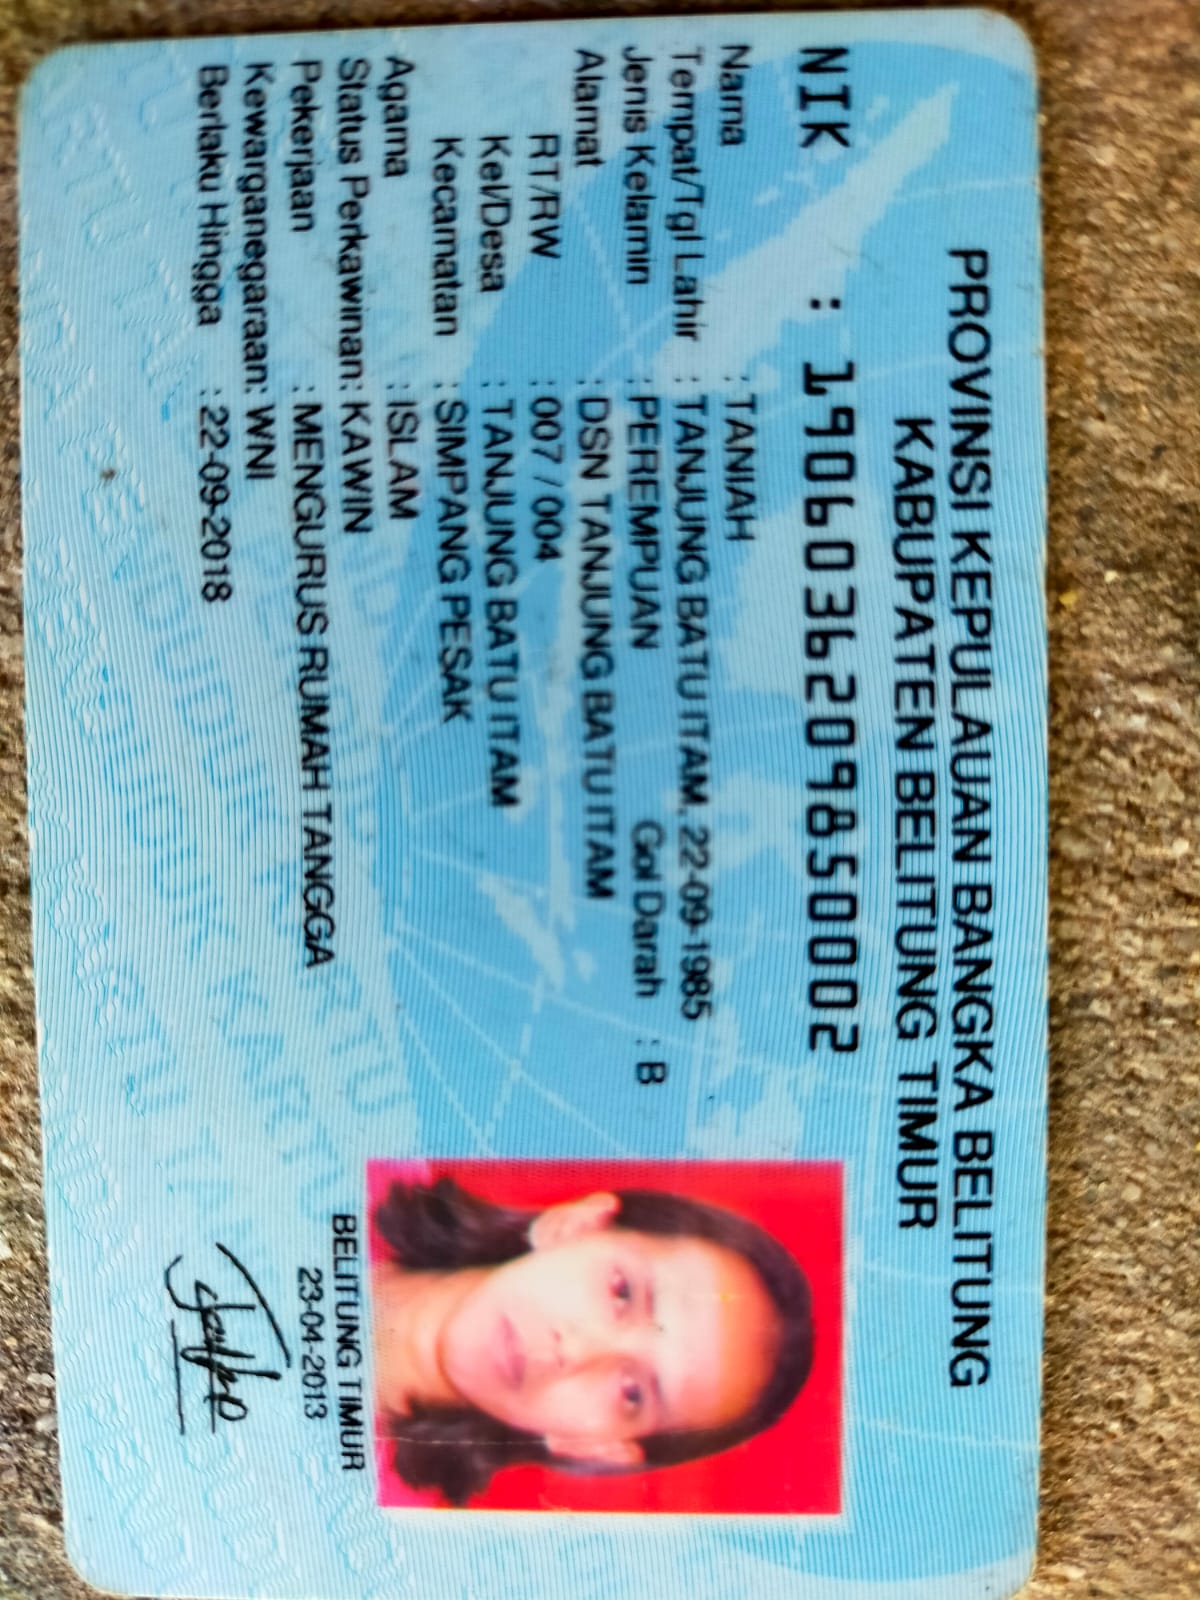 PROVINSI KEPULAUAN BANGKA BELITUNG
KABUPATEN BELITUNG TIMUR
NIK : 1906036209850002
Nama : TANIAH
Tempat/Tgl Lahir : TANJUNG BATU ITAM, 22-09-1985
Jenis Kelamin : PEREMPUAN Gol Darah : B
Alamat : DSN TANJUNG BATU ITAM
RT/RW : 007 / 004
Kel/Desa : TANJUNG BATU ITAM
Kecamatan : SIMPANG PESAK
Agama : ISLAM
Status Perkawinan: KAWIN
Pekerjaan : MENGURUS RUMAH TANGGA
Kewarganegaraan: WNI
Berlaku Hingga : 22-09-2018
BELITUNG TIMUR
23-04-2013